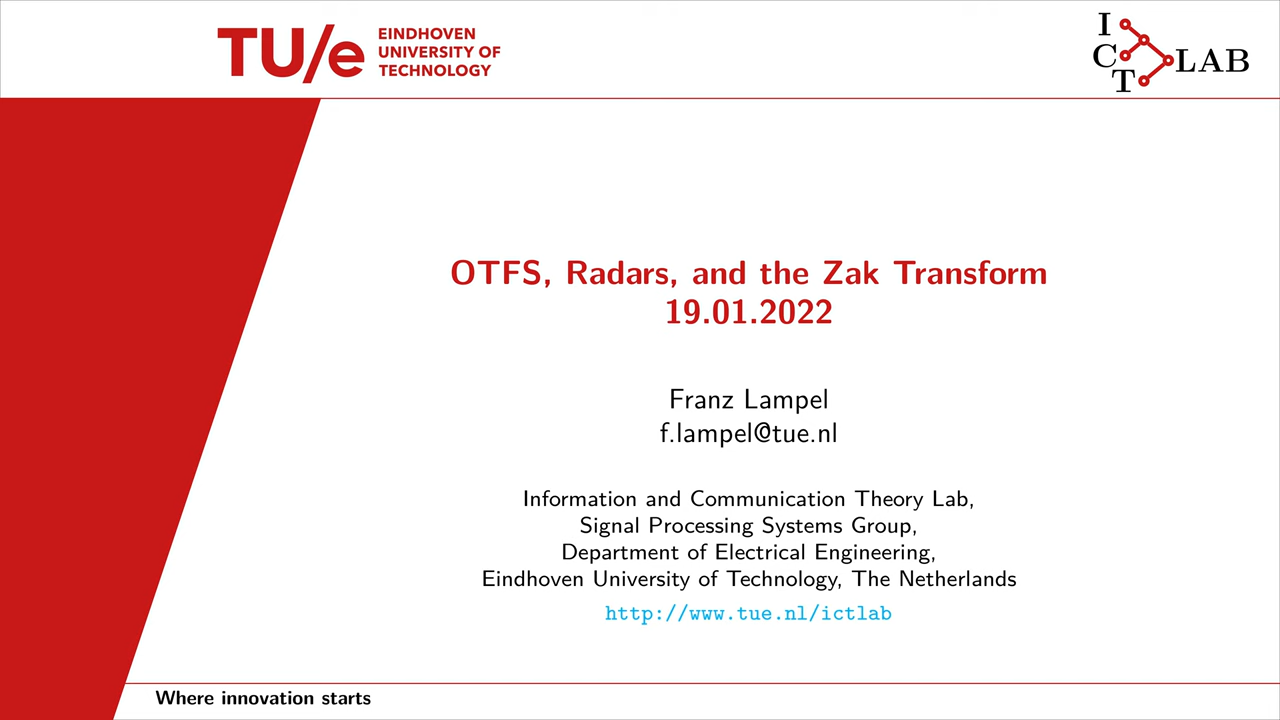 TU/e EINDHOVEN
UNIVERSITY OF
TECHNOLOGY
I
C
T LAB
OTFS, Radars, and the Zak Transform
19.01.2022
Franz Lampel
f.lampel@tue.nl
Information and Communication Theory Lab,
Signal Processing Systems Group,
Department of Electrical Engineering,
Eindhoven University of Technology, The Netherlands
http://www.tue.nl/ictlab
Where innovation starts